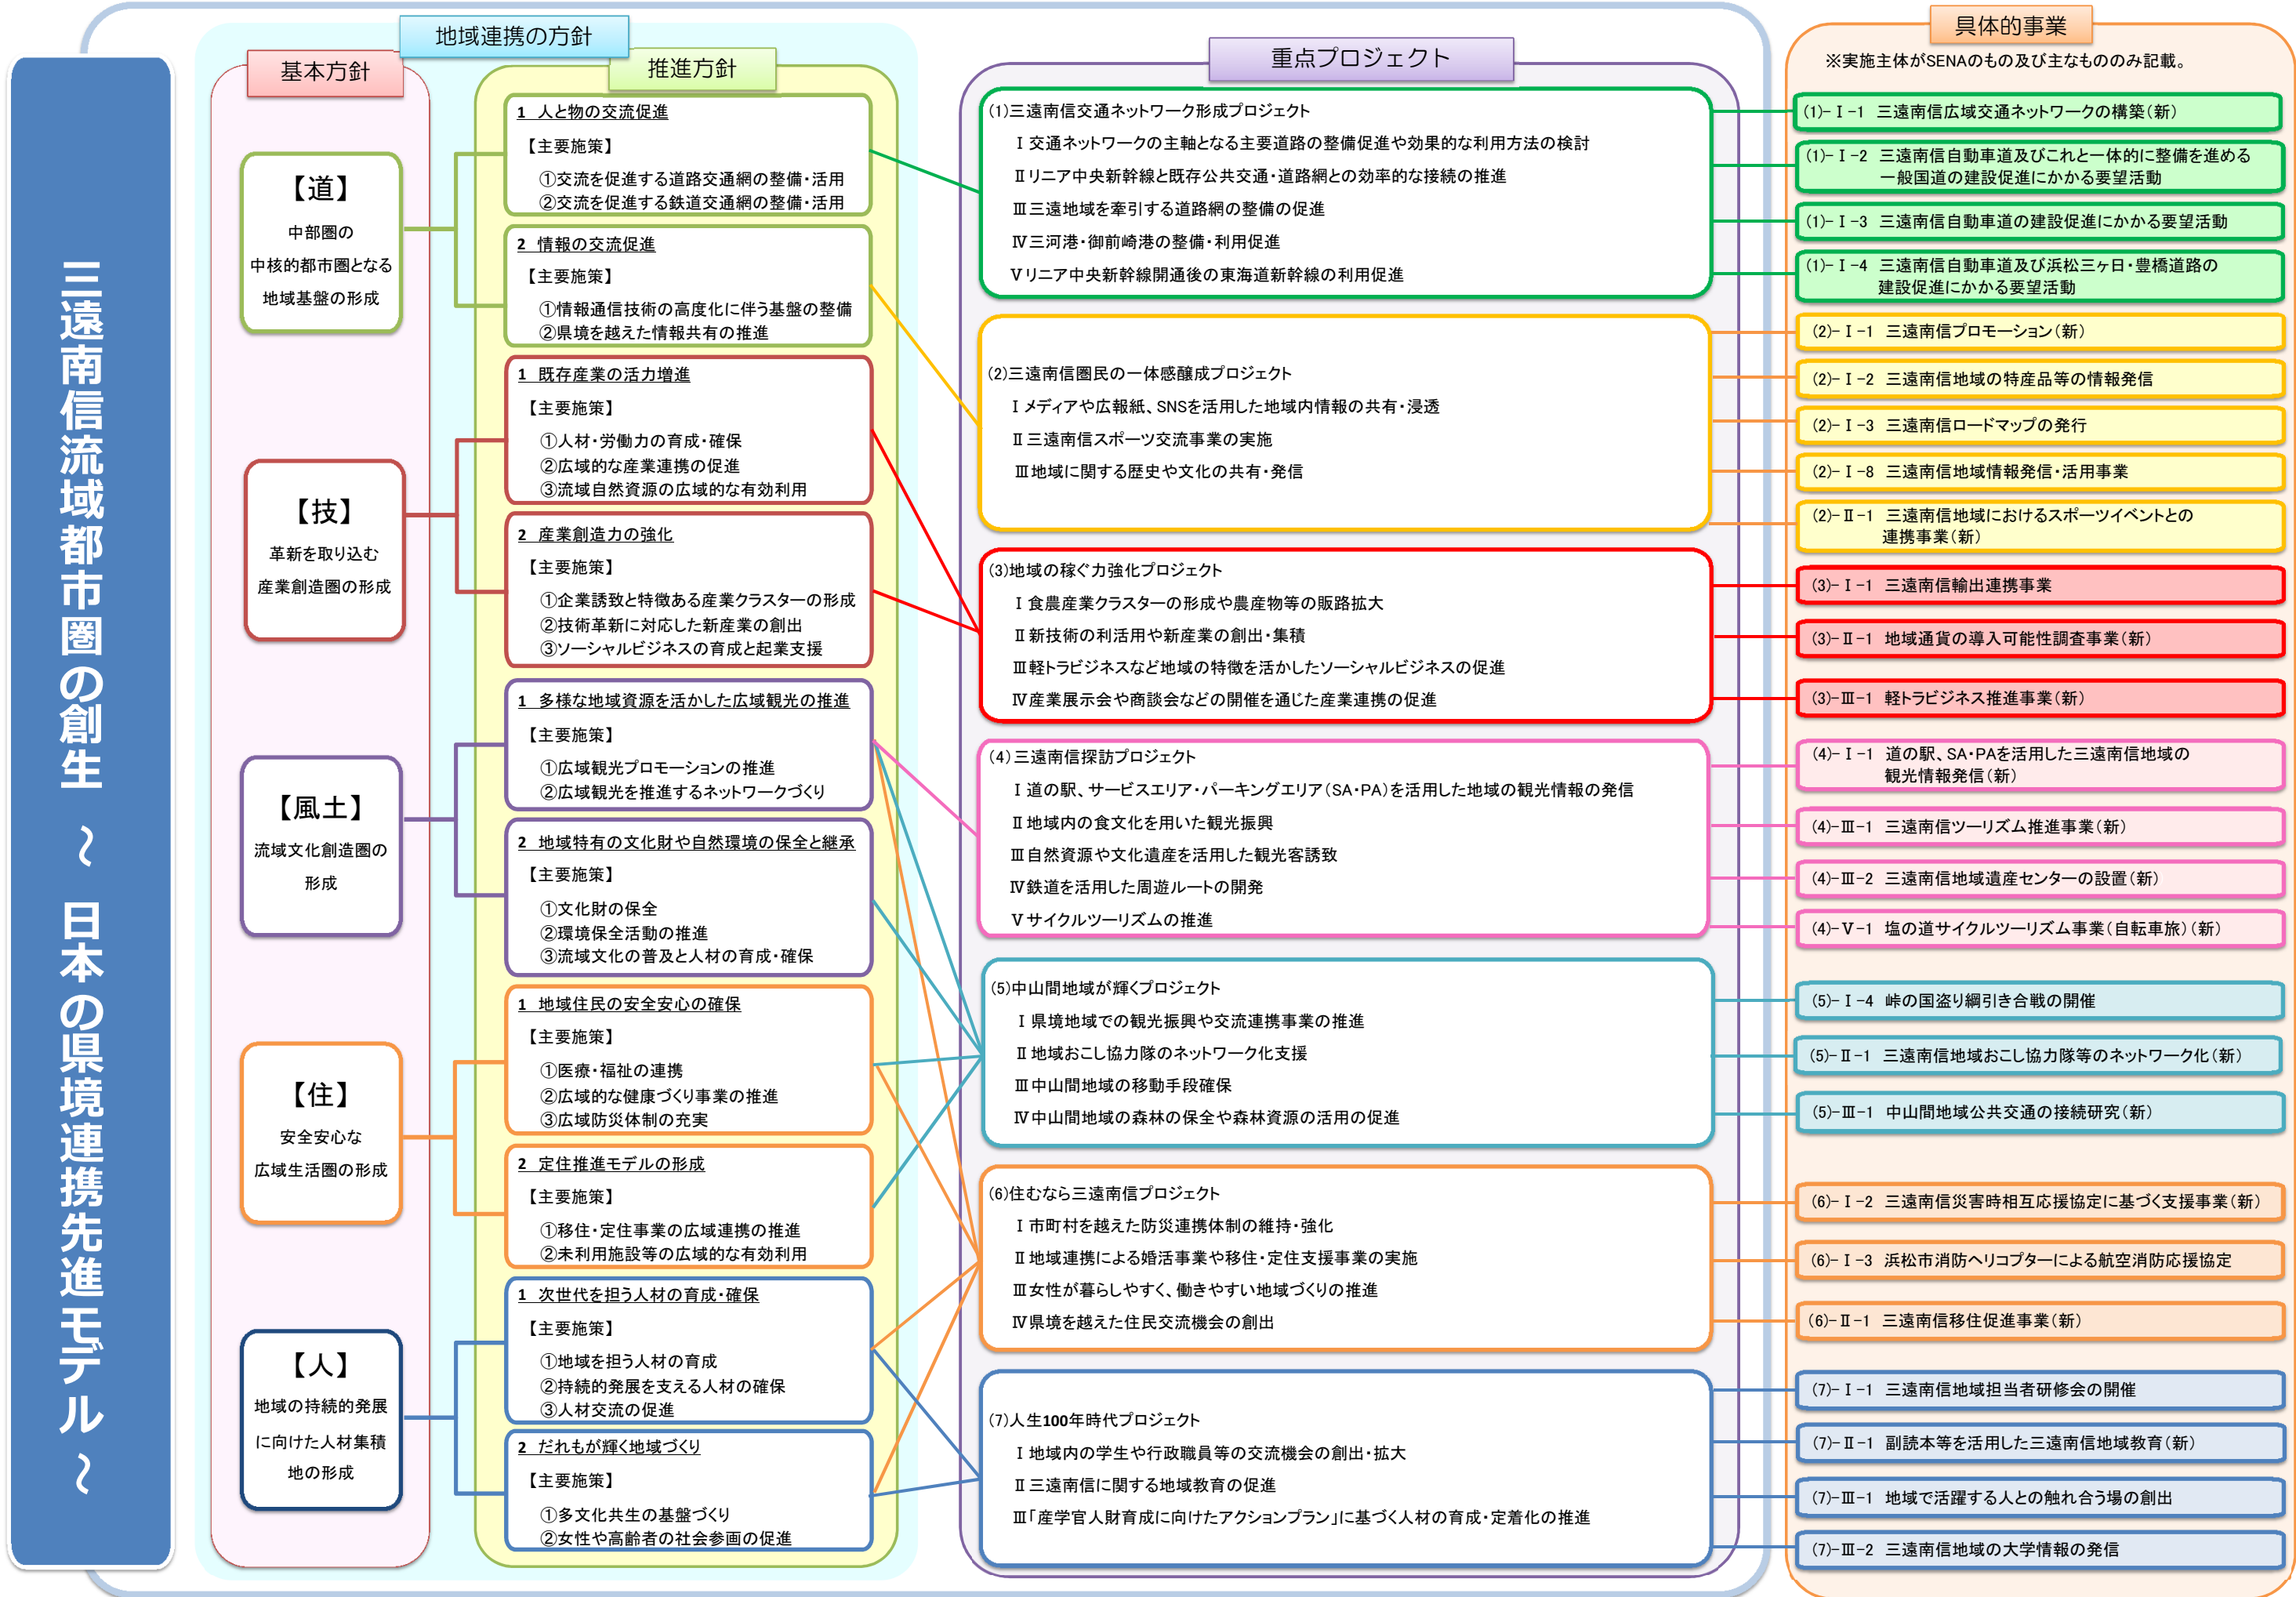 三遠南信流域都市圏の創生 ～ 日本の県境連携先進モデル～
地域連携の方針
基本方針
【道】
中部圏の
中核的都市圏となる
地域基盤の形成
【技】
革新を取り込む
産業創造圏の形成
【風土】
流域文化創造圏の
形成
【住】
安全安心な
広域生活圏の形成
【人】
地域の持続的発展
に向けた人材集積
地の形成
推進方針
1 人と物の交流促進
【主要施策】
①交流を促進する道路交通網の整備・活用
②交流を促進する鉄道交通網の整備・活用
2 情報の交流促進
【主要施策】
①情報通信技術の高度化に伴う基盤の整備
②県境を越えた情報共有の推進
1 既存産業の活力増進
【主要施策】
①人材・労働力の育成・確保
②広域的な産業連携の促進
③流域自然資源の広域的な有効利用
2 産業創造力の強化
【主要施策】
①企業誘致と特徴ある産業クラスターの形成
②技術革新に対応した新産業の創出
③ソーシャルビジネスの育成と起業支援
1 多様な地域資源を活かした広域観光の推進
【主要施策】
①広域観光プロモーションの推進
②広域観光を推進するネットワークづくり
2 地域特有の文化財や自然環境の保全と継承
【主要施策】
①文化財の保全
②環境保全活動の推進
③流域文化の普及と人材の育成・確保
1 地域住民の安全安心の確保
【主要施策】
①医療・福祉の連携
②広域的な健康づくり事業の推進
③広域防災体制の充実
2 定住推進モデルの形成
【主要施策】
①移住・定住事業の広域連携の推進
②未利用施設等の広域的な有効利用
1 次世代を担う人材の育成・確保
【主要施策】
①地域を担う人材の育成
②持続的発展を支える人材の確保
③人材交流の促進
2 だれもが輝く地域づくり
【主要施策】
①多文化共生の基盤づくり
②女性や高齢者の社会参画の促進
重点プロジェクト
(1)三遠南信交通ネットワーク形成プロジェクト
Ⅰ交通ネットワークの主軸となる主要道路の整備促進や効果的な利用方法の検討
Ⅱリニア中央新幹線と既存公共交通・道路網との効率的な接続の推進
Ⅲ三遠地域を牽引する道路網の整備の促進
Ⅳ三河港・御前崎港の整備・利用促進
Ⅴリニア中央新幹線開通後の東海道新幹線の利用促進
(2)三遠南信圏民の一体感醸成プロジェクト
Ⅰメディアや広報紙、SNSを活用した地域内情報の共有・浸透
Ⅱ三遠南信スポーツ交流事業の実施
Ⅲ地域に関する歴史や文化の共有・発信
(3)地域の稼ぐ力強化プロジェクト
Ⅰ食農産業クラスターの形成や農産物等の販路拡大
Ⅱ新技術の利活用や新産業の創出・集積
Ⅲ軽トラビジネスなど地域の特徴を活かしたソーシャルビジネスの促進
Ⅳ産業展示会や商談会などの開催を通じた産業連携の促進
(4)三遠南信探訪プロジェクト
Ⅰ道の駅、サービスエリア・パーキングエリア(SA・PA)を活用した地域の観光情報の発信
Ⅱ地域内の食文化を用いた観光振興
Ⅲ自然資源や文化遺産を活用した観光客誘致
Ⅳ鉄道を活用した周遊ルートの開発
Ⅴサイクルツーリズムの推進
(5)中山間地域が輝くプロジェクト
Ⅰ県境地域での観光振興や交流連携事業の推進
Ⅱ地域おこし協力隊のネットワーク化支援
Ⅲ中山間地域の移動手段確保
Ⅳ中山間地域の森林の保全や森林資源の活用の促進
(6)住むなら三遠南信プロジェクト
Ⅰ市町村を越えた防災連携体制の維持・強化
Ⅱ地域連携による婚活事業や移住・定住支援事業の実施
Ⅲ女性が暮らしやすく、働きやすい地域づくりの推進
Ⅳ県境を越えた住民交流機会の創出
(7)人生100年時代プロジェクト
Ⅰ地域内の学生や行政職員等の交流機会の創出・拡大
Ⅱ三遠南信に関する地域教育の促進
Ⅲ「産学官人財育成に向けたアクションプラン」に基づく人材の育成・定着化の推進
具体的事業
※実施主体がSENAのもの及び主なもののみ記載。
(1)-Ⅰ-1 三遠南信広域交通ネットワークの構築(新)
(1)-Ⅰ-2 三遠南信自動車道及びこれと一体的に整備を進める
一般国道の建設促進にかかる要望活動
(1)-Ⅰ-3 三遠南信自動車道の建設促進にかかる要望活動
(1)-Ⅰ-4 三遠南信自動車道及び浜松三ヶ日・豊橋道路の
建設促進にかかる要望活動
(2)-Ⅰ-1 三遠南信プロモーション(新)
(2)-Ⅰ-2 三遠南信地域の特産品等の情報発信
(2)-Ⅰ-3 三遠南信ロードマップの発行
(2)-Ⅰ-8 三遠南信地域情報発信・活用事業
(2)-Ⅱ-1 三遠南信地域におけるスポーツイベントとの
連携事業(新)
(3)-Ⅰ-1 三遠南信輸出連携事業
(3)-Ⅱ-1 地域通貨の導入可能性調査事業(新)
(3)-Ⅲ-1 軽トラビジネス推進事業(新)
(4)-Ⅰ-1 道の駅、SA・PAを活用した三遠南信地域の
観光情報発信(新)
(4)-Ⅲ-1 三遠南信ツーリズム推進事業(新)
(4)-Ⅲ-2 三遠南信地域遺産センターの設置(新)
(4)-Ⅴ-1 塩の道サイクルツーリズム事業(自転車旅)(新)
(5)-Ⅰ-4 峠の国盗り綱引き合戦の開催
(5)-Ⅱ-1 三遠南信地域おこし協力隊等のネットワーク化(新)
(5)-Ⅲ-1 中山間地域公共交通の接続研究(新)
(6)-Ⅰ-2 三遠南信災害時相互応援協定に基づく支援事業(新)
(6)-Ⅰ-3 浜松市消防ヘリコプターによる航空消防応援協定
(6)-Ⅱ-1 三遠南信移住促進事業(新)
(7)-Ⅰ-1 三遠南信地域担当者研修会の開催
(7)-Ⅱ-1 副読本等を活用した三遠南信地域教育(新)
(7)-Ⅲ-1 地域で活躍する人との触れ合う場の創出
(7)-Ⅲ-2 三遠南信地域の大学情報の発信